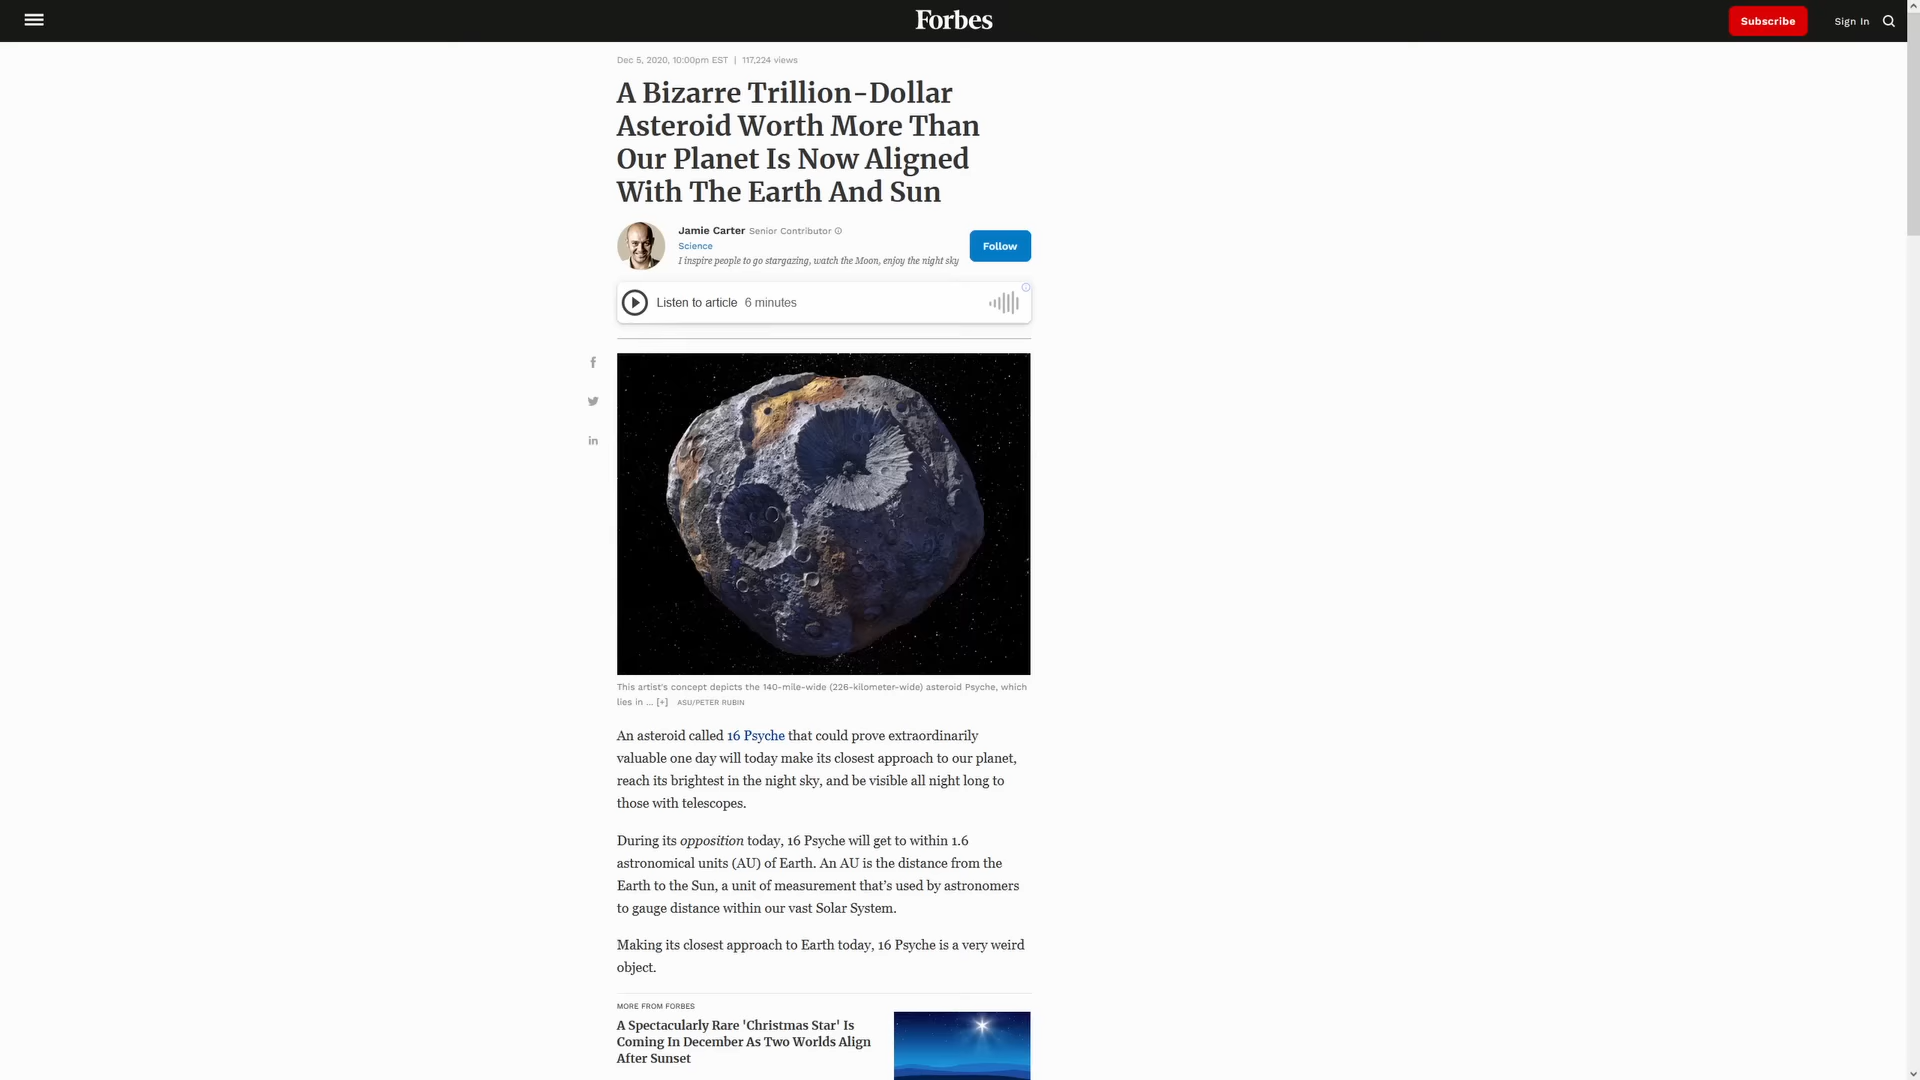 Forbes
Subscribe
Sign In
Dec 5, 2020, 10:00pm EST | 117,224 views
A Bizarre Trillion-Dollar
Asteroid Worth More Than
Our Planet Is Now Aligned
With The Earth And Sun
Jamie Carter Senior Contributor
Science
I inspire people to go stargazing, watch the Moon, enjoy the night sky
Follow
Listen to article 6 minutes
This artist's concept depicts the 140-mile-wide (226-kilometer-wide) asteroid Psyche, which
lies in ... [+] ASU/PETER RUBIN
An asteroid called 16 Psyche that could prove extraordinarily
valuable one day will today make its closest approach to our planet,
reach its brightest in the night sky, and be visible all night long to
those with telescopes.
During its opposition today, 16 Psyche will get to within 1.6
astronomical units (AU) of Earth. An AU is the distance from the
Earth to the Sun, a unit of measurement that’s used by astronomers
to gauge distance within our vast Solar System.
Making its closest approach to Earth today, 16 Psyche is a very weird
object.
MORE FROM FORBES
A Spectacularly Rare 'Christmas Star' Is
Coming In December As Two Worlds Align
After Sunset